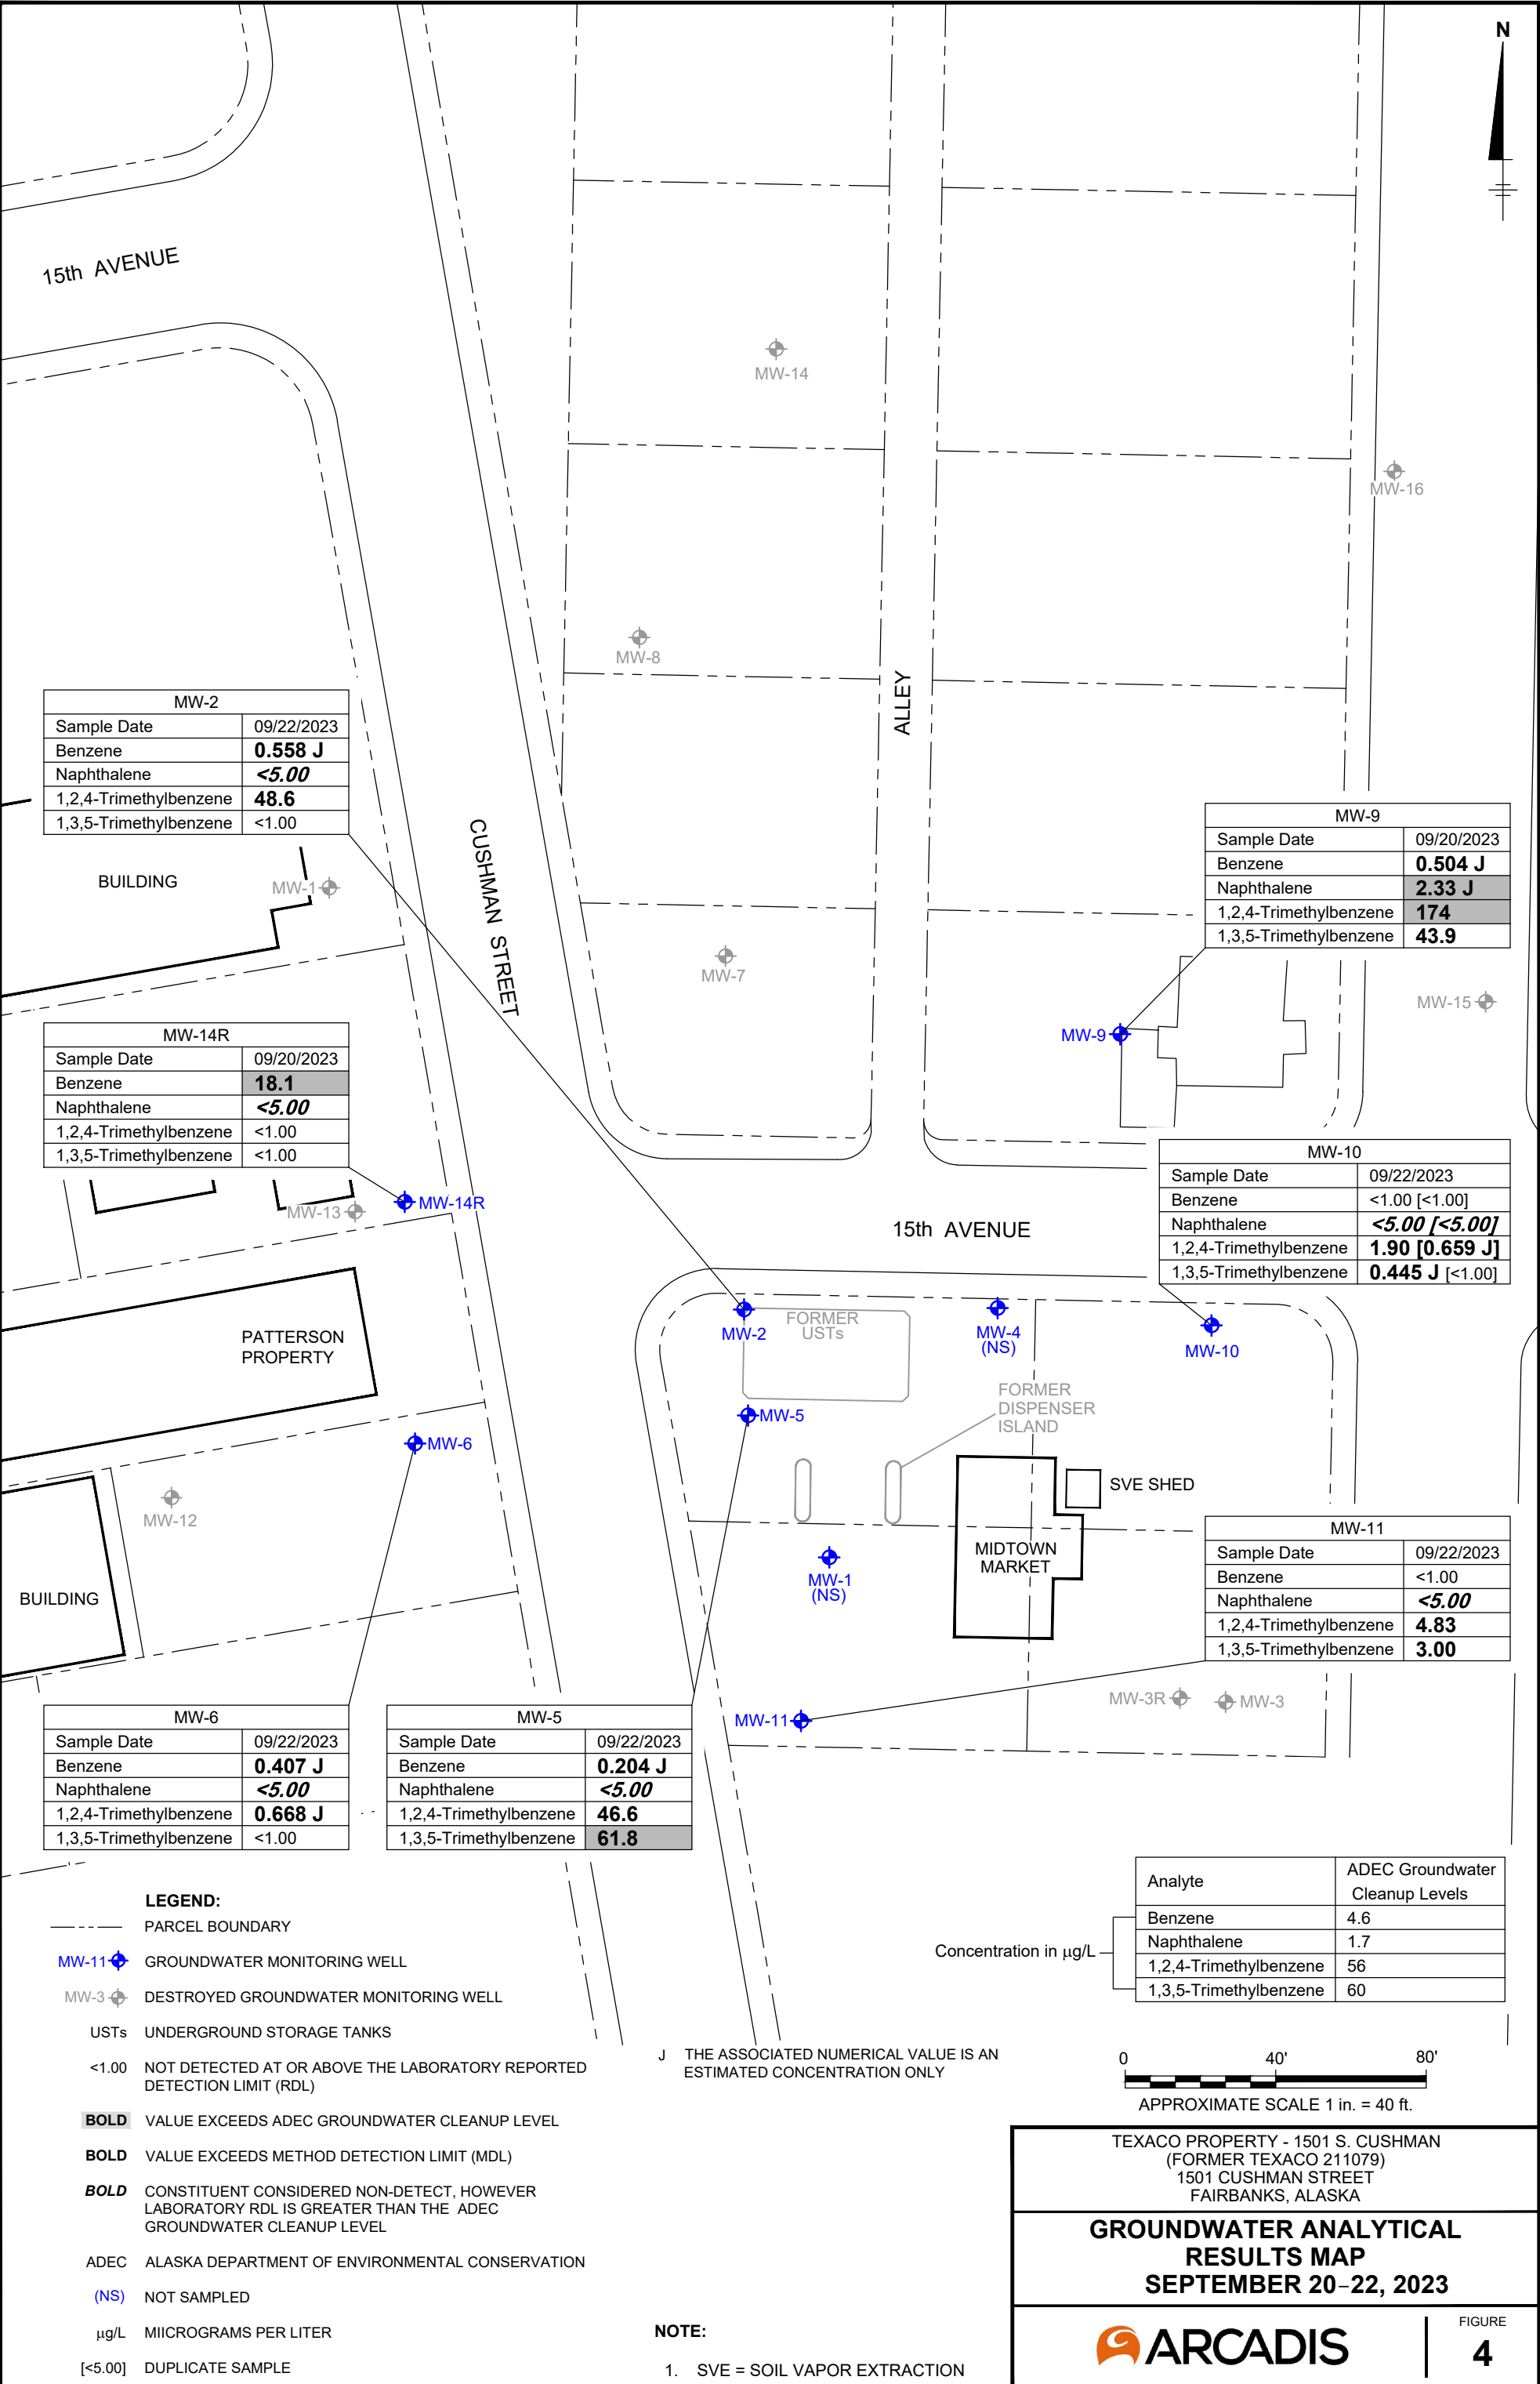 N
15th AVENUE
MW-14
MW-16
MW-8
ALLEY
MW-2
Sample Date 09/22/2023
Benzene 0.558 J
Naphthalene <5.00
1,2,4-Trimethylbenzene 48.6
1,3,5-Trimethylbenzene <1.00
CUSHMAN STREET
MW-9
Sample Date 09/20/2023
Benzene 0.504 J
Naphthalene 2.33 J
1,2,4-Trimethylbenzene 174
1,3,5-Trimethylbenzene 43.9
BUILDING
MW-1
MW-7
MW-15
MW-9
MW-14R
Sample Date 09/20/2023
Benzene 18.1
Naphthalene <5.00
1,2,4-Trimethylbenzene <1.00
1,3,5-Trimethylbenzene <1.00
MW-10
Sample Date 09/22/2023
Benzene <1.00 [<1.00]
Naphthalene <5.00 [<5.00]
1,2,4-Trimethylbenzene 1.90 [0.659 J]
1,3,5-Trimethylbenzene 0.445 J [<1.00]
MW-13
MW-14R
15th AVENUE
PATTERSON
PROPERTY
MW-2
FORMER
USTs
MW-4
(NS)
MW-10
FORMER
DISPENSER
ISLAND
MW-5
MW-6
MW-12
SVE SHED
MIDTOWN
MARKET
MW-1
(NS)
BUILDING
MW-11
Sample Date 09/22/2023
Benzene <1.00
Naphthalene <5.00
1,2,4-Trimethylbenzene 4.83
1,3,5-Trimethylbenzene 3.00
MW-3R
MW-3
MW-11
MW-6
Sample Date 09/22/2023
Benzene 0.407 J
Naphthalene <5.00
1,2,4-Trimethylbenzene 0.668 J
1,3,5-Trimethylbenzene <1.00
MW-5
Sample Date 09/22/2023
Benzene 0.204 J
Naphthalene <5.00
1,2,4-Trimethylbenzene 46.6
1,3,5-Trimethylbenzene 61.8
Analyte ADEC Groundwater
Cleanup Levels
Benzene 4.6
Naphthalene 1.7
1,2,4-Trimethylbenzene 56
1,3,5-Trimethylbenzene 60
Concentration in µg/L
LEGEND:
PARCEL BOUNDARY
MW-11 GROUNDWATER MONITORING WELL
MW-3 DESTROYED GROUNDWATER MONITORING WELL
USTs UNDERGROUND STORAGE TANKS
<1.00 NOT DETECTED AT OR ABOVE THE LABORATORY REPORTED
DETECTION LIMIT (RDL)
BOLD VALUE EXCEEDS ADEC GROUNDWATER CLEANUP LEVEL
BOLD VALUE EXCEEDS METHOD DETECTION LIMIT (MDL)
BOLD CONSTITUENT CONSIDERED NON-DETECT, HOWEVER
LABORATORY RDL IS GREATER THAN THE ADEC
GROUNDWATER CLEANUP LEVEL
ADEC ALASKA DEPARTMENT OF ENVIRONMENTAL CONSERVATION
(NS) NOT SAMPLED
µg/L MIICROGRAMS PER LITER
[<5.00] DUPLICATE SAMPLE
J THE ASSOCIATED NUMERICAL VALUE IS AN
ESTIMATED CONCENTRATION ONLY
NOTE:
1. SVE = SOIL VAPOR EXTRACTION
0 40' 80'
APPROXIMATE SCALE 1 in. = 40 ft.
TEXACO PROPERTY - 1501 S. CUSHMAN
(FORMER TEXACO 211079)
1501 CUSHMAN STREET
FAIRBANKS, ALASKA
GROUNDWATER ANALYTICAL
RESULTS MAP
SEPTEMBER 20–22, 2023
ARCADIS
FIGURE
4